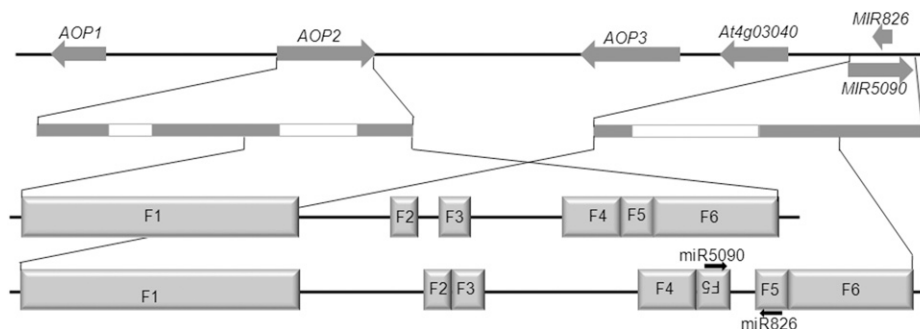 MIR826
AOP1 AOP2 AOP3 At4g03040
MIR5090
F1 F2 F3 F4 F5 F6
miR5090
F1 F2 F3 F4 F5 F5 F6
miR826